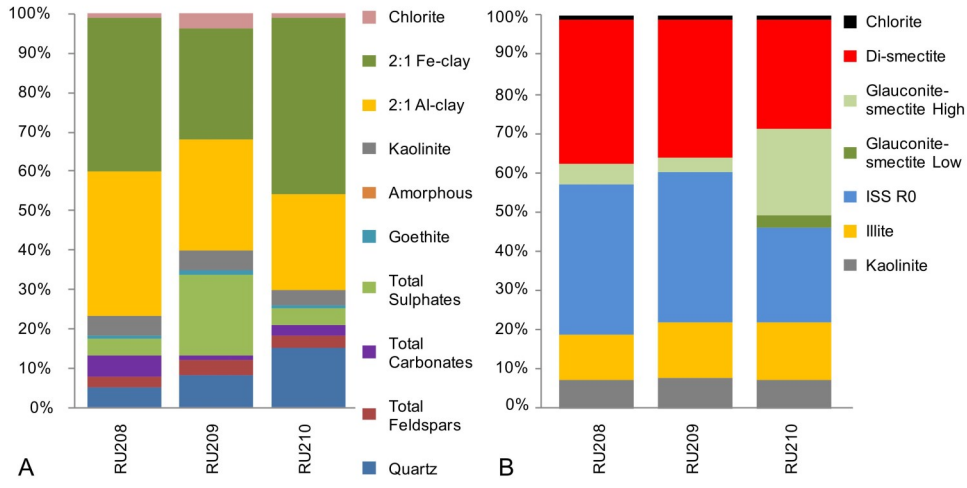 100%
90%
80%
70%
60%
50%
40%
30%
20%
10%
0%
RU208
RU209
RU210
A
Chlorite
2:1 Fe-clay
2:1 Al-clay
Kaolinite
Amorphous
Goethite
Total
Sulphates
Total
Carbonates
Total
Feldspars
Quartz
100%
90%
80%
70%
60%
50%
40%
30%
20%
10%
0%
RU208
RU209
RU210
B
Chlorite
Di-smectite
Glauconite-
smectite High
Glauconite-
smectite Low
ISS R0
Illite
Kaolinite